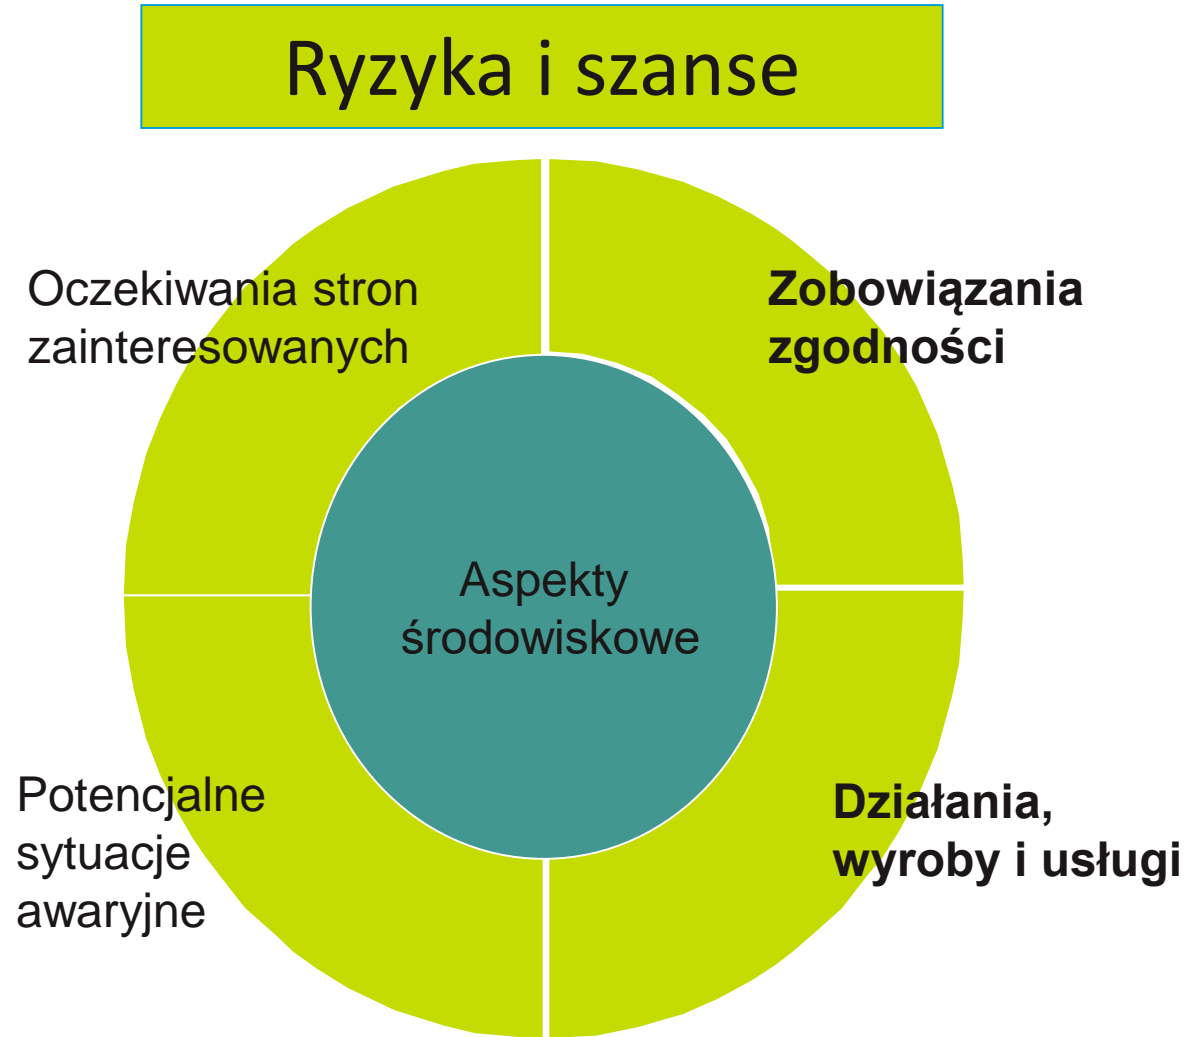 Ryzyka i szanse
Oczekiwania stron
zainteresowanych
Zobowiązania
zgodności
Aspekty
środowiskowe
Potencjalne
sytuacje
awaryjne
Działania,
wyroby i usługi